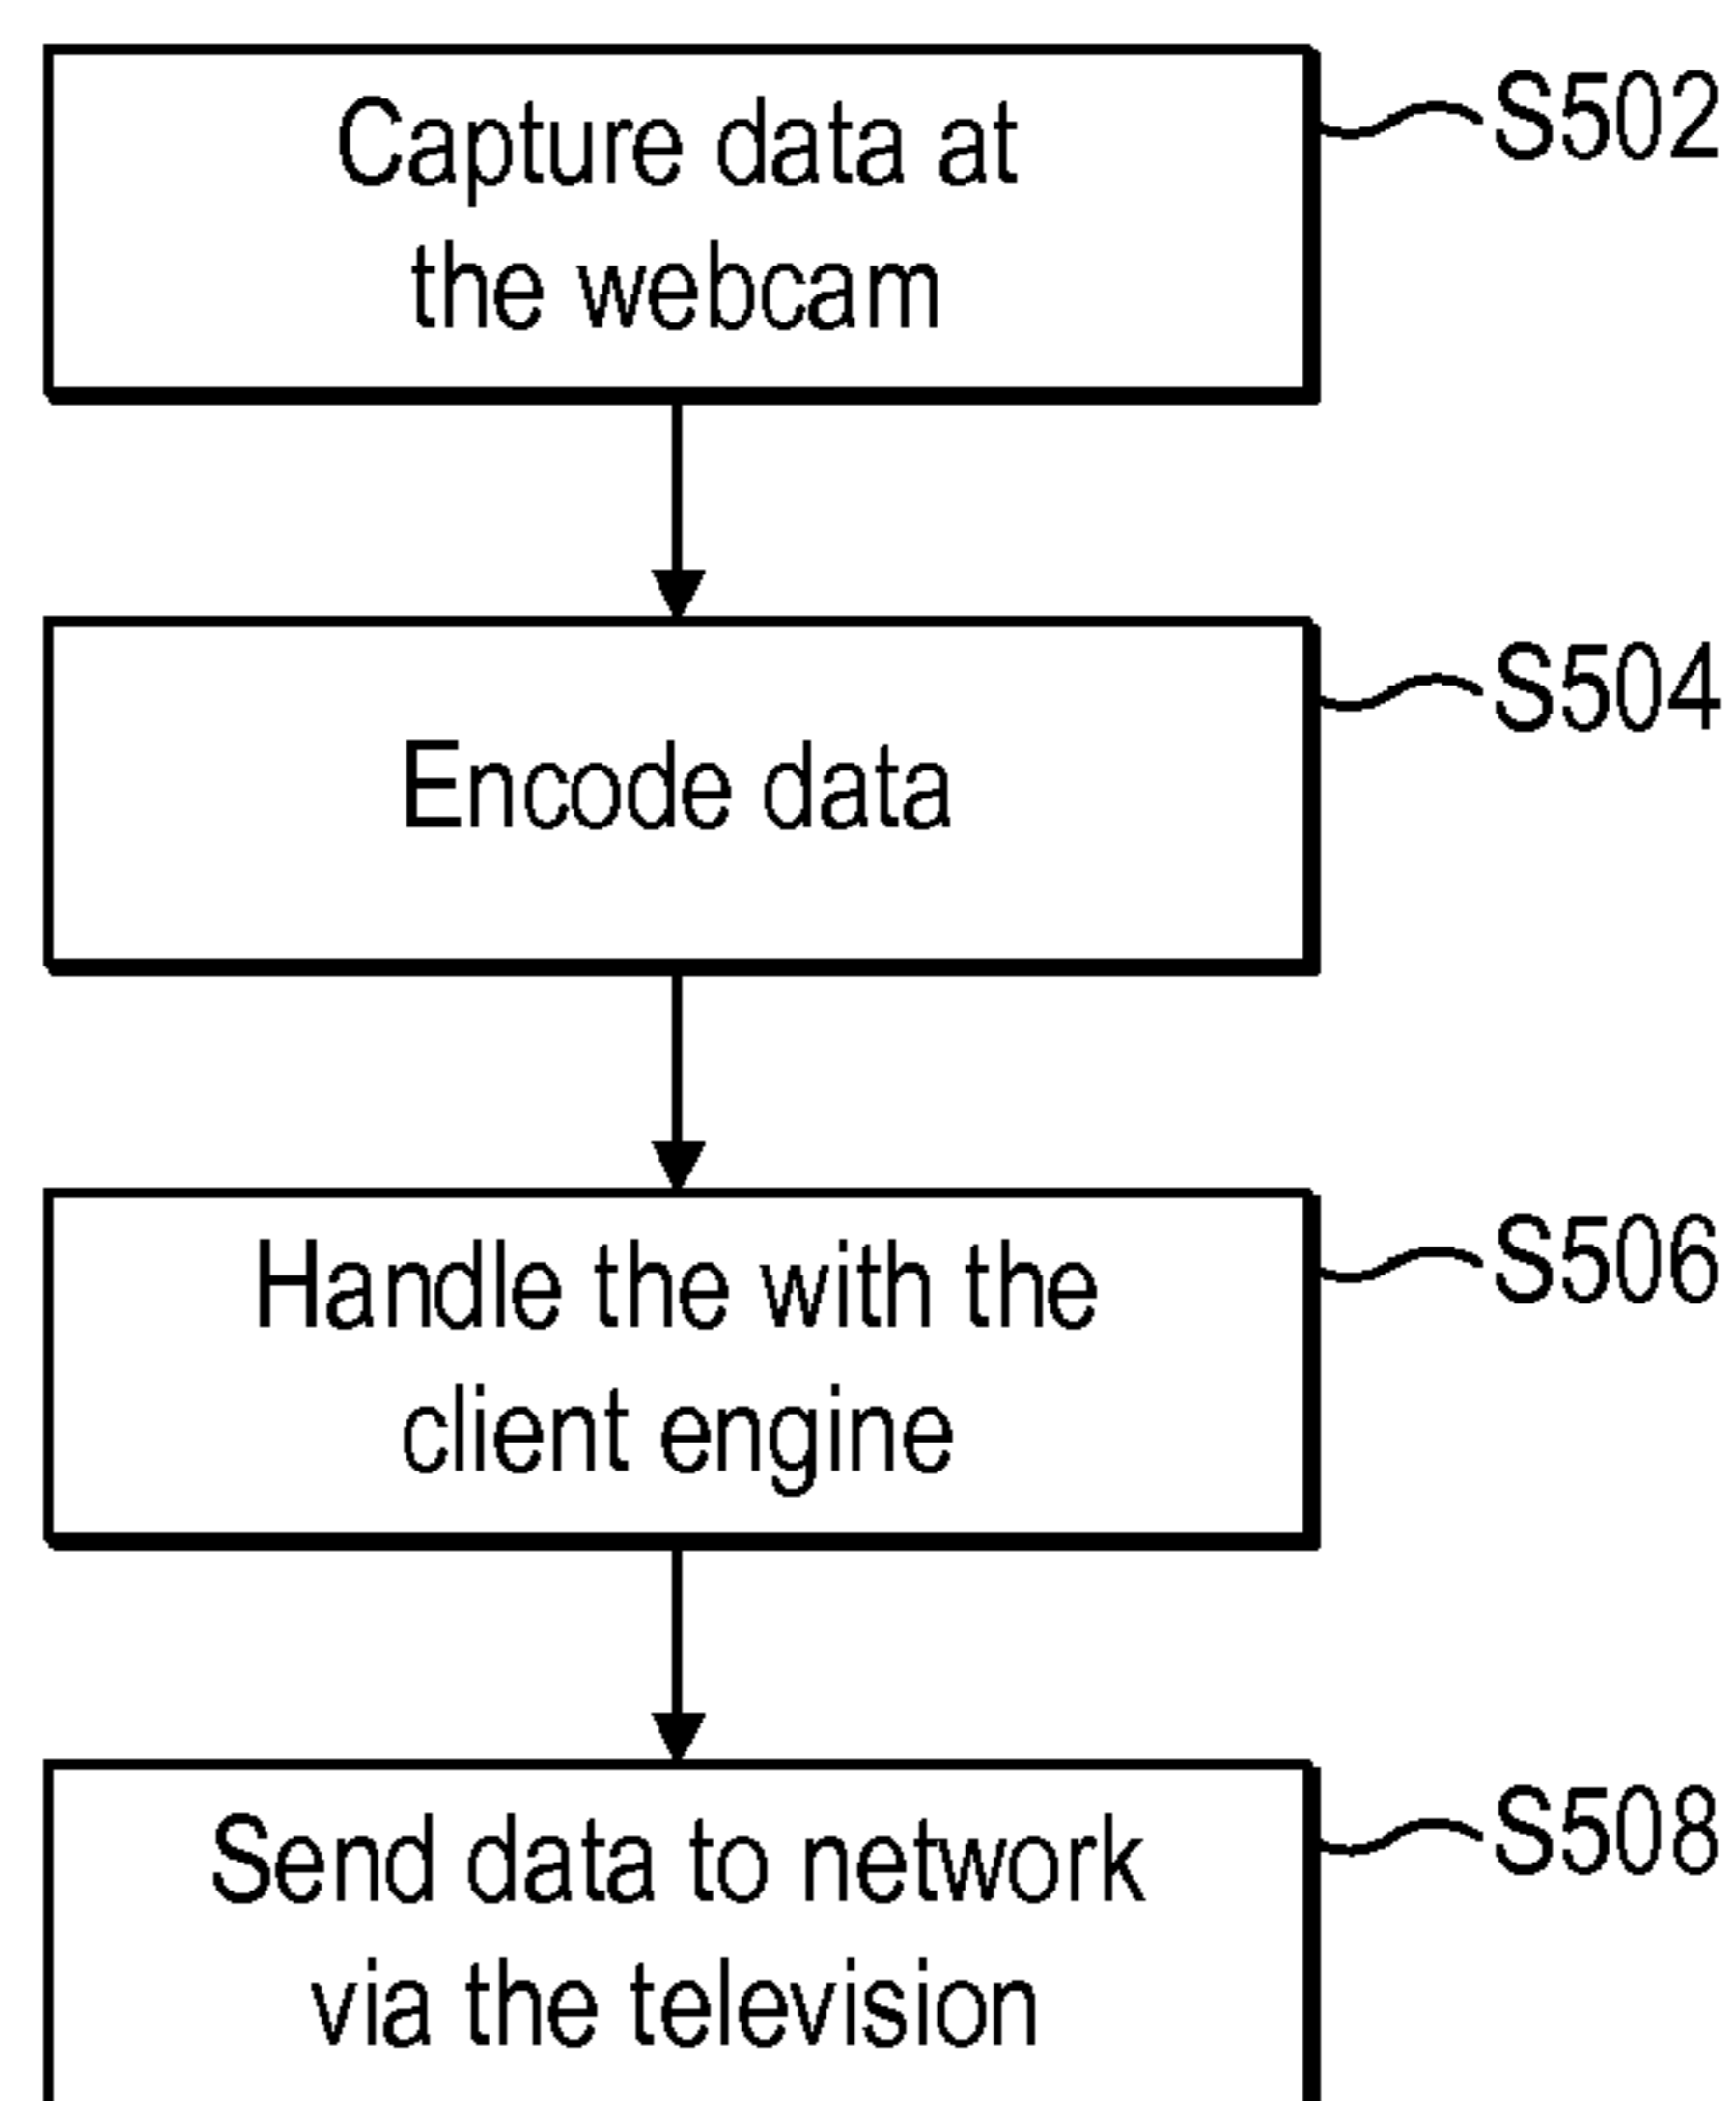 Capture data at
the webcam
S502
Encode data
S504
Handle the with the
client engine
S506
Send data to network
via the television
S508